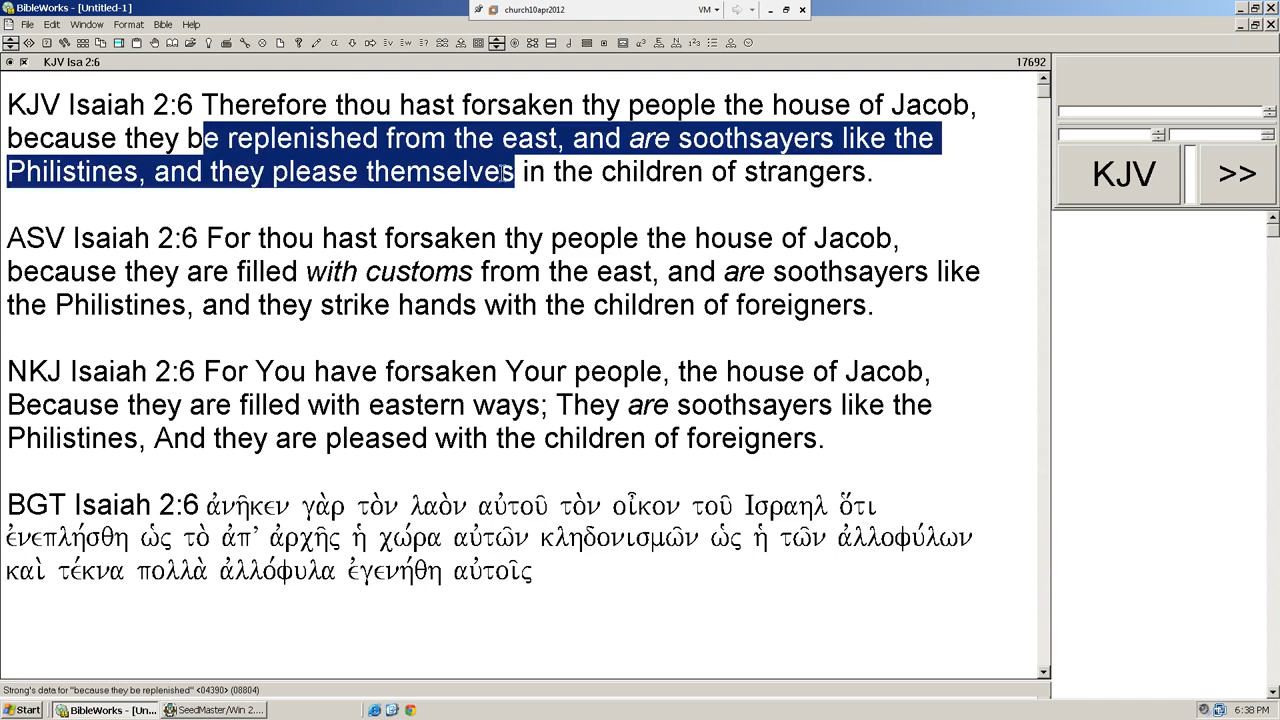 BibleWorks - [Untitled-1]
church10apr2012
VM
File Edit Window Format Bible Help
KJV Isa 2:6
17692
KJV Isaiah 2:6 Therefore thou hast forsaken thy people the house of Jacob,
because they be replenished from the east, and are soothsayers like the
Philistines, and they please themselves in the children of strangers.
ASV Isaiah 2:6 For thou hast forsaken thy people the house of Jacob,
because they are filled with customs from the east, and are soothsayers like
the Philistines, and they strike hands with the children of foreigners.
NKJ Isaiah 2:6 For You have forsaken Your people, the house of Jacob,
Because they are filled with eastern ways; They are soothsayers like the
Philistines, And they are pleased with the children of foreigners.
BGT Isaiah 2:6 ἀνῆκεν γὰρ τὸν λαὸν αὐτοῦ τὸν οἶκον τοῦ Ισραηλ ὅτι
ἐνεπλήσθη ὡς τὸ ἀπ’ ἀρχῆς ἡ χώρα αὐτῶν κληδονισμῶν ὡς ἡ τῶν ἀλλοφύλων
καὶ τέκνα πολλὰ ἀλλόφυλα ἐγενήθη αὐτοῖς
KJV
>>
Strong's data for "because they be replenished" <04390) (08804)
Start
BibleWorks - [Un...
SeedMaster/Win 2....
6:38 PM